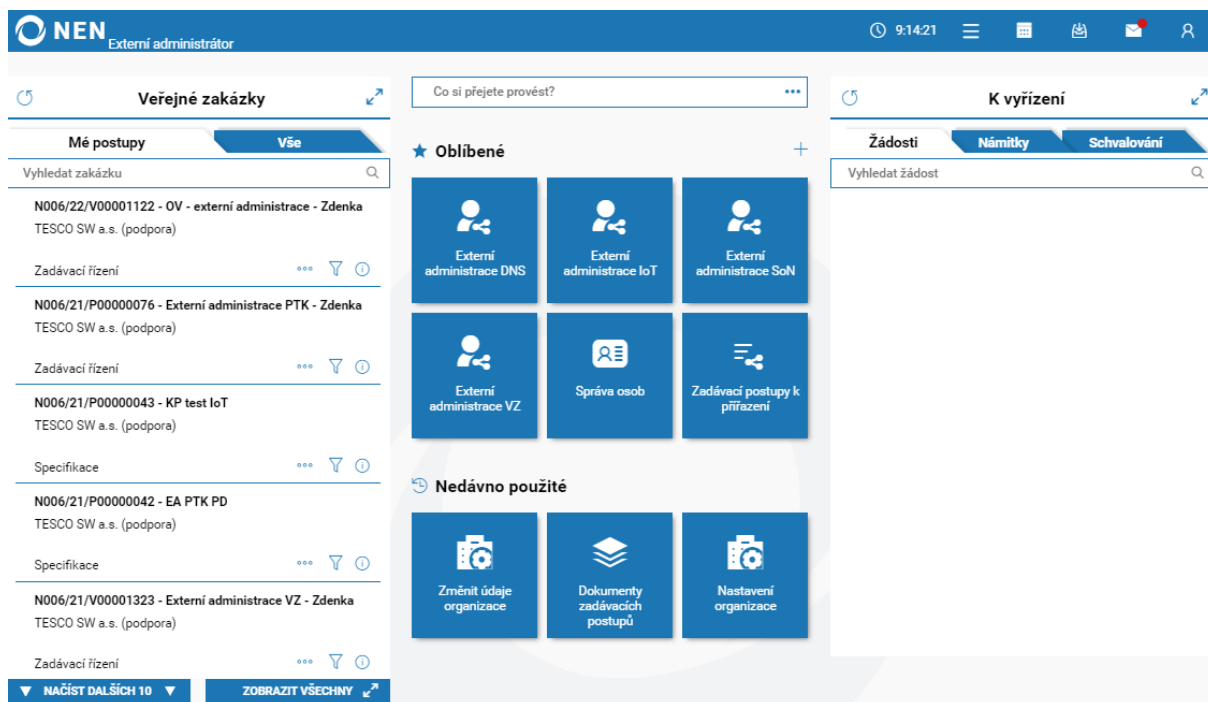 NEN
Externí administrátor
9:14:21
Veřejné zakázky
Mé postupy
Vše
Vyhledat zakázku
N006/22/V00001122 - OV - externí administrace - Zdenka
TESCO SW a.s. (podpora)
Zadávací řízení
N006/21/P00000076 - Externí administrace PTK - Zdenka
TESCO SW a.s. (podpora)
Zadávací řízení
N006/21/P00000043 - KP test IoT
TESCO SW a.s. (podpora)
Specifikace
N006/21/P00000042 - EA PTK PD
TESCO SW a.s. (podpora)
Specifikace
N006/21/V00001323 - Externí administrace VZ - Zdenka
TESCO SW a.s. (podpora)
Zadávací řízení
NAČÍST DALŠÍCH 10
ZOBRAZIT VŠECHNY
Co si přejete provést?
Oblíbené
Externí
administrace DNS
Externí
administrace IoT
Externí
administrace SoN
Externí
administrace VZ
Správa osob
Zadávací postupy k
přiřazení
Nedávno použité
Změnit údaje
organizace
Dokumenty
zadávacích
postupů
Nastavení
organizace
K vyřízení
Žádosti
Námitky
Schvalování
Vyhledat žádost